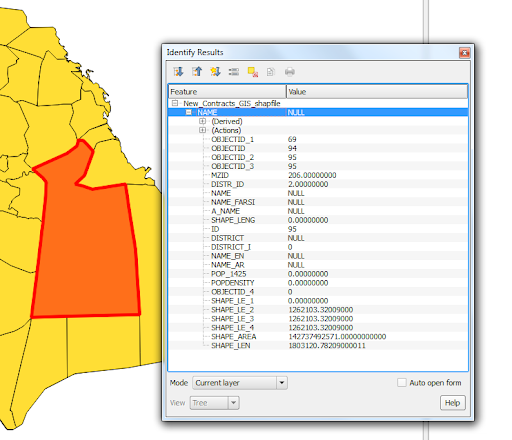 Identify Results
Feature Value
New_Contracts_GIS_shapfile
NAME NULL
(Derived)
(Actions)
OBJECTID_1 69
OBJECTID 94
OBJECTID_2 95
OBJECTID_3 95
MZID 206.00000000
DISTR_ID 2.00000000
NAME NULL
NAME_FARSI NULL
A_NAME NULL
SHAPE_LENG 0.00000000
ID 95
DISTRICT NULL
DISTRICT_I 0
NAME_EN NULL
NAME_AR NULL
POP_1425 0.00000000
POPDENSITY 0.00000000
OBJECTID_4 0
SHAPE_LE_1 0.00000000
SHAPE_LE_2 1262103.32009000
SHAPE_LE_3 1262103.32009000
SHAPE_LE_4 1262103.32009000
SHAPE_AREA 142737492571.00000000000
SHAPE_LEN 1803120.78209000011
Mode Current layer Auto open form
View Tree Help